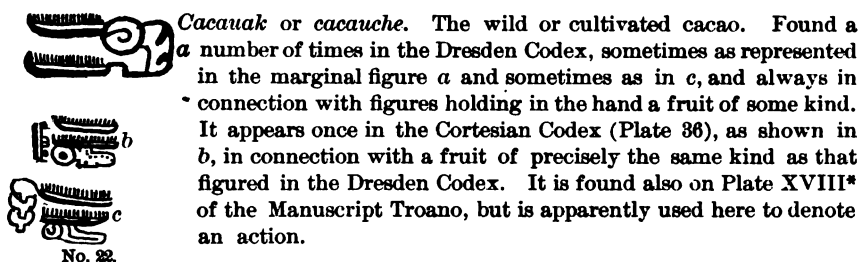 Cacauak or cacauche. The wild or cultivated cacao. Found a
a number of times in the Dresden Codex, sometimes as represented
in the marginal figure a and sometimes as in c, and always in
connection with figures holding in the hand a fruit of some kind.
It appears once in the Cortesian Codex (Plate 36), as shown in
b
b, in connection with a fruit of precisely the same kind as that
figured in the Dresden Codex. It is found also on Plate XVIII*
c
of the Manuscript Troano, but is apparently used here to denote
an action.
No. 22.